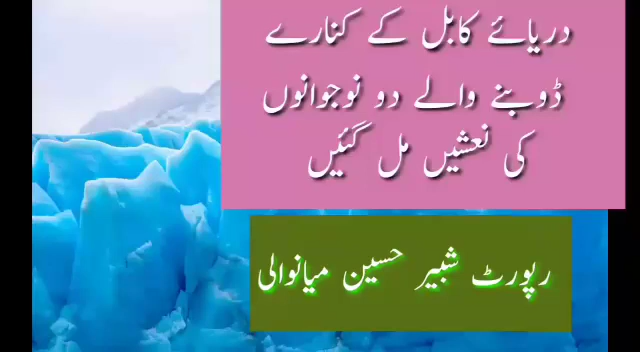 دریائے کابل کے کنارے
ڈوبنے والے دو نوجوانوں
کی نعشیں مل گئیں
رپورٹ شبیر حسین میانوالی